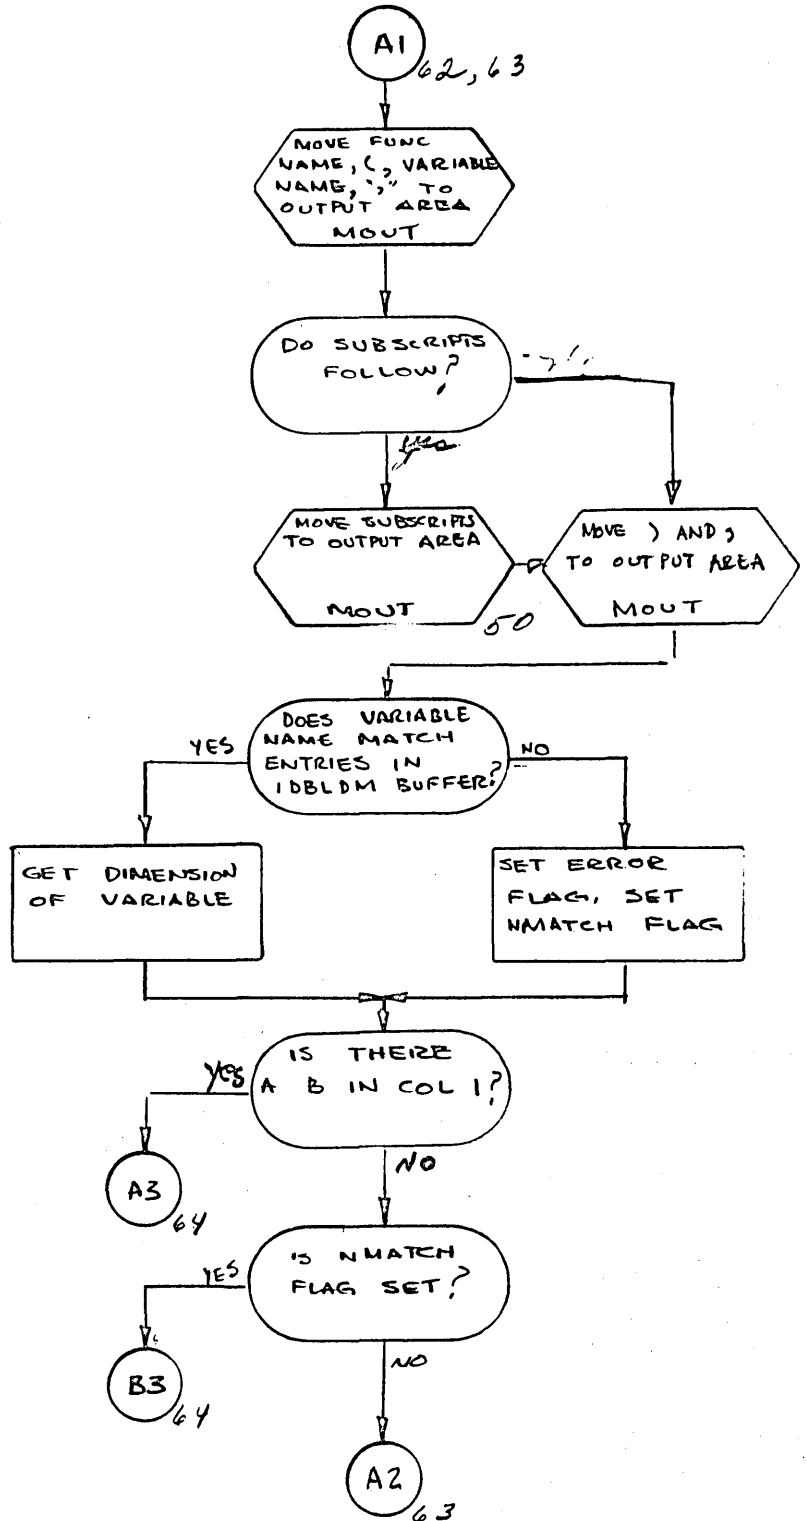 A1
62, 63
MOVE FUNC
NAME, (, VARIABLE
NAME, "," TO
OUTPUT AREA
MOUT
DO SUBSCRIPTS
FOLLOW?
yes
MOVE SUBSCRIPTS
TO OUTPUT AREA
MOUT
50
MOVE ) AND ,
TO OUTPUT AREA
MOUT
DOES VARIABLE
NAME MATCH
ENTRIES IN
IDBLDM BUFFER?
YES
NO
GET DIMENSION
OF VARIABLE
SET ERROR
FLAG, SET
NMATCH FLAG
IS THERE
A B IN COL 1?
yes
NO
A3
64
IS NMATCH
FLAG SET?
YES
NO
B3
64
A2
63